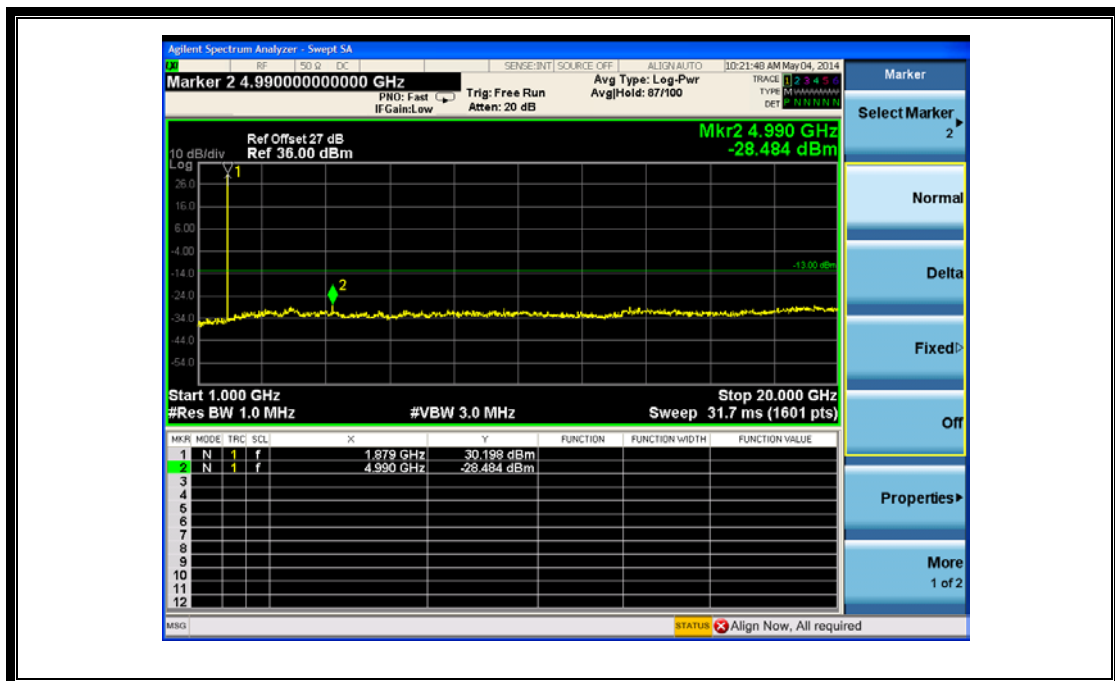 Agilent Spectrum Analyzer - Swept SA
LXI RF 50 Ω DC SENSE:INT SOURCE OFF ALIGN AUTO 10:21:48 AM May 04, 2014
Marker 2 4.990000000000 GHz
PNO: Fast
IFGain:Low
Trig: Free Run
Atten: 20 dB
Avg Type: Log-Pwr
Avg|Hold: 87/100
TRACE 1 2 3 4 5 6
TYPE M
DET P N N N N N
Ref Offset 27 dB
10 dB/div Ref 36.00 dBm
Log
Mkr2 4.990 GHz
-28.484 dBm
1
26.0
16.0
6.00
-4.00
-13.00 dBm
-14.0
2
-24.0
-34.0
-44.0
-54.0
Start 1.000 GHz Stop 20.000 GHz
#Res BW 1.0 MHz #VBW 3.0 MHz Sweep 31.7 ms (1601 pts)
MKR MODE TRC SCL X Y FUNCTION FUNCTION WIDTH FUNCTION VALUE
1 N 1 f 1.879 GHz 30.198 dBm
2 N 1 f 4.990 GHz -28.484 dBm
3
4
5
6
7
8
9
10
11
12
MSG STATUS Align Now, All required
Marker
Select Marker
2
Normal
Delta
Fixed
Off
Properties
More
1 of 2